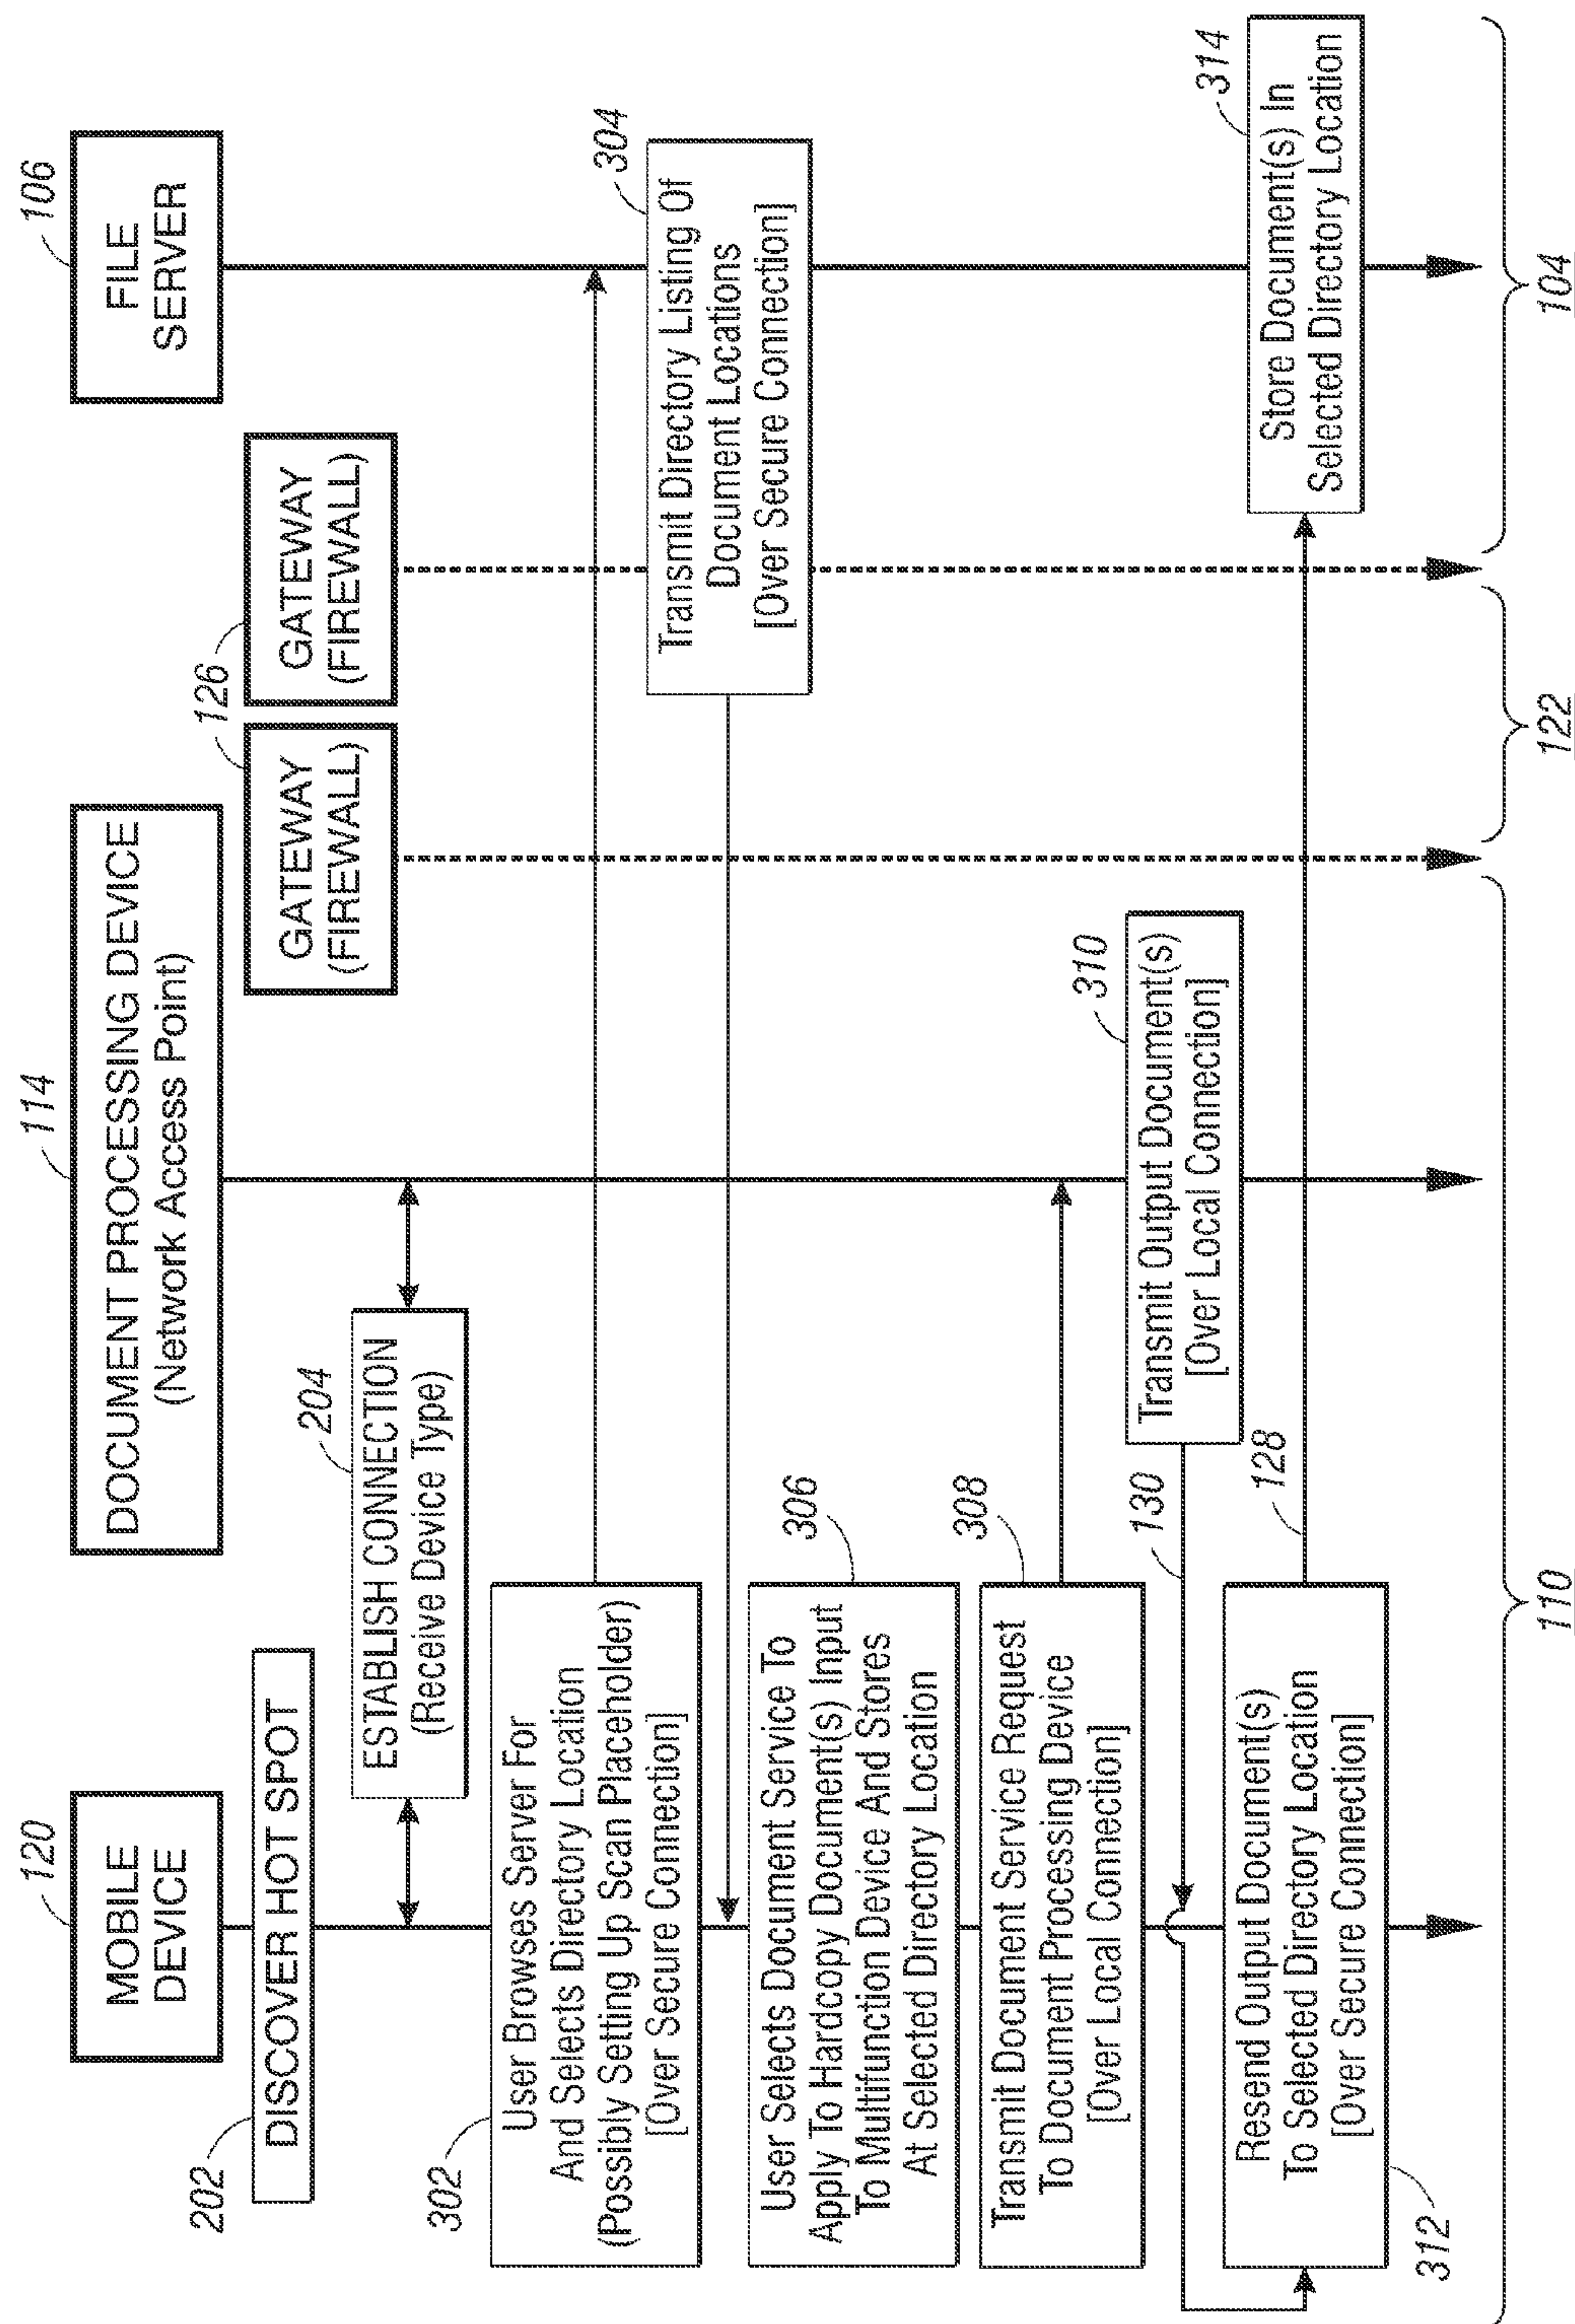 120
MOBILE
DEVICE
114
DOCUMENT PROCESSING DEVICE
(Network Access Point)
106
FILE
SERVER
126
GATEWAY
(FIREWALL)
GATEWAY
(FIREWALL)
202
DISCOVER HOT SPOT
204
ESTABLISH CONNECTION
(Receive Device Type)
302
User Browses Server For
And Selects Directory Location
(Possibly Setting Up Scan Placeholder)
[Over Secure Connection]
304
Transmit Directory Listing Of
Document Locations
[Over Secure Connection]
306
User Selects Document Service To
Apply To Hardcopy Document(s) Input
To Multifunction Device And Stores
At Selected Directory Location
308
Transmit Document Service Request
To Document Processing Device
[Over Local Connection]
310
Transmit Output Document(s)
[Over Local Connection]
130
312
Resend Output Document(s)
To Selected Directory Location
[Over Secure Connection]
128
314
Store Document(s) In
Selected Directory Location
110
122
104